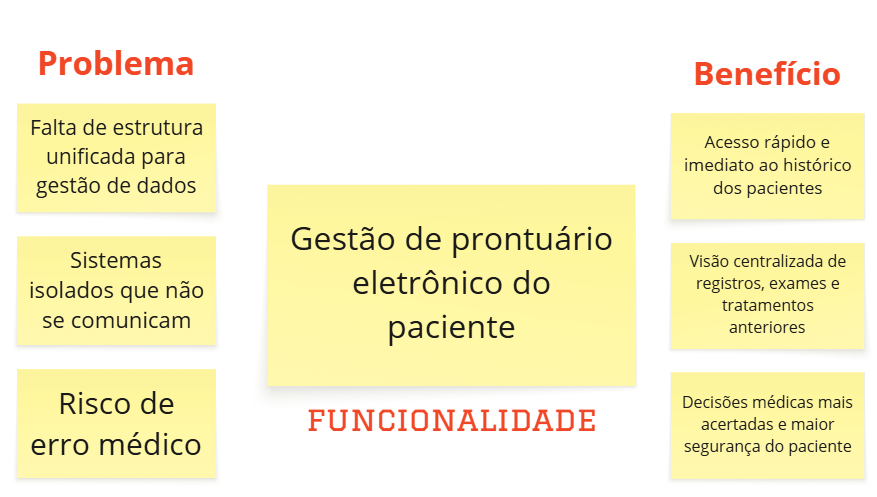 Problema
Falta de estrutura
unificada para
gestão de dados
Sistemas
isolados que não
se comunicam
Risco de
erro médico
Gestão de prontuário
eletrônico do
paciente
FUNCIONALIDADE
Benefício
Acesso rápido e
imediato ao histórico
dos pacientes
Visão centralizada de
registros, exames e
tratamentos
anteriores
Decisões médicas mais
acertadas e maior
segurança do paciente